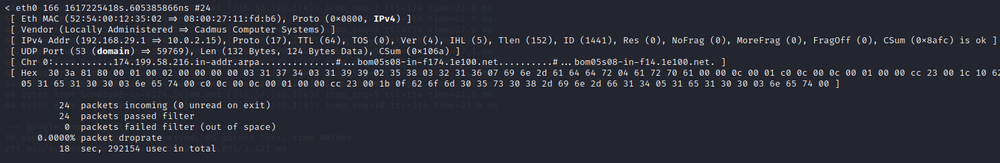 < eth0 166 1617225418s.605385866ns #24
[ Eth MAC (52:54:00:12:35:02 => 08:00:27:11:fd:b6), Proto (0x0800, IPv4) ]
[ Vendor (Locally Administered => Cadmus Computer Systems) ]
[ IPv4 Addr (192.168.29.1 => 10.0.2.15), Proto (17), TTL (64), TOS (0), Ver (4), IHL (5), Tlen (152), ID (1441), Res (0), NoFrag (0), MoreFrag (0), FragOff (0), CSum (0x8afc) is ok ]
[ UDP Port (53 (domain) => 59769), Len (132 Bytes, 124 Bytes Data), CSum (0x106a) ]
[ Chr 0:...........174.199.58.216.in-addr.arpa..............#...bom05s08-in-f174.1e100.net..........#...bom05s08-in-f14.1e100.net. ]
[ Hex  30 3a 81 80 00 01 00 02 00 00 00 00 03 31 37 34 03 31 39 39 02 35 38 03 32 31 36 07 69 6e 2d 61 64 64 72 04 61 72 70 61 00 00 0c 00 01 c0 0c 00 0c 00 01 00 00 cc 23 00 1c 10 62
05 31 65 31 30 30 03 6e 65 74 00 c0 0c 00 0c 00 01 00 00 cc 23 00 1b 0f 62 6f 6d 30 35 73 30 38 2d 69 6e 2d 66 31 34 05 31 65 31 30 30 03 6e 65 74 00 ]
24  packets incoming (0 unread on exit)
24  packets passed filter
0  packets failed filter (out of space)
0.0000% packet droprate
18  sec, 292154 usec in total